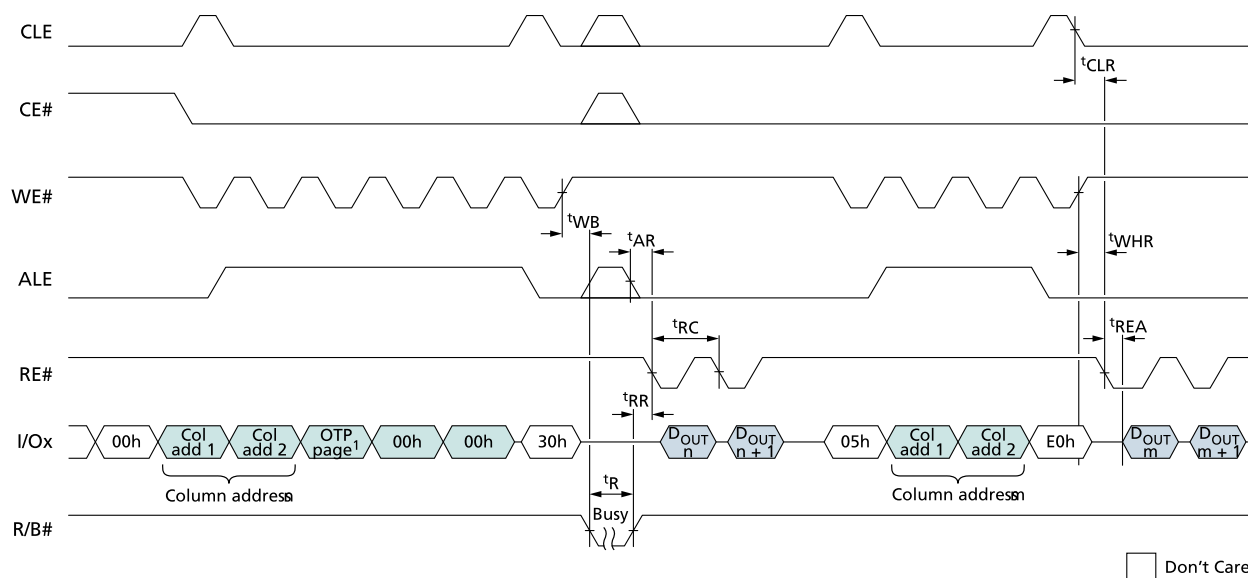 CLE
tCLR
CE#
WE#
tWB
tAR
tWHR
ALE
tRC
tREA
RE#
tRR
I/Ox
00h
Col add 1
Col add 2
OTP page1
00h
00h
30h
DOUT n
DOUT n + 1
05h
Col add 1
Col add 2
E0h
DOUT m
DOUT m + 1
Column address n
Column address m
tR
Busy
R/B#
Don't Care